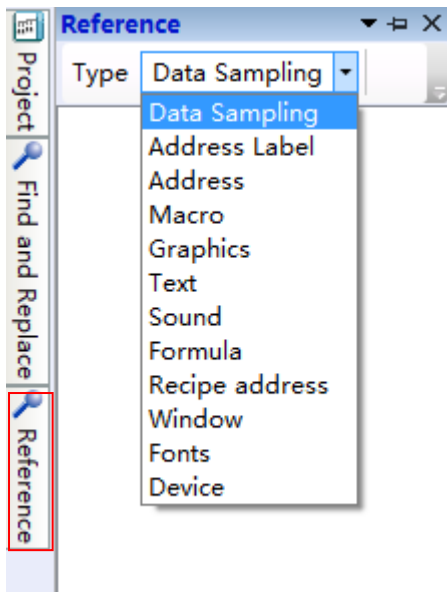 Reference
Type Data Sampling
Data Sampling
Address Label
Address
Macro
Graphics
Text
Sound
Formula
Recipe address
Window
Fonts
Device
Project
Find and Replace
Reference